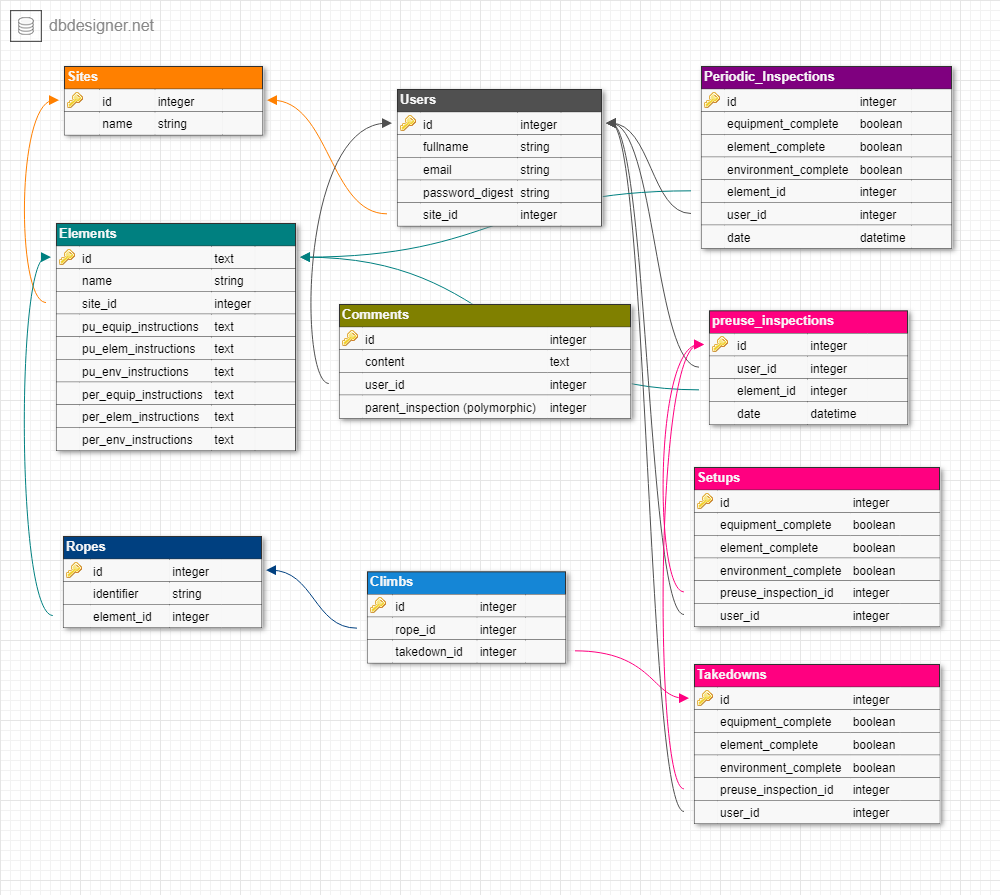 dbdesigner.net
Sites
id integer
name string
Users
id integer
fullname string
email string
password_digest string
site_id integer
Periodic_Inspections
id integer
equipment_complete boolean
element_complete boolean
environment_complete boolean
element_id integer
user_id integer
date datetime
Elements
id text
name string
site_id integer
pu_equip_instructions text
pu_elem_instructions text
pu_env_instructions text
per_equip_instructions text
per_elem_instructions text
per_env_instructions text
Comments
id integer
content text
user_id integer
parent_inspection (polymorphic) integer
preuse_inspections
id integer
user_id integer
element_id integer
date datetime
Setups
id integer
equipment_complete boolean
element_complete boolean
environment_complete boolean
preuse_inspection_id integer
user_id integer
Ropes
id integer
identifier string
element_id integer
Climbs
id integer
rope_id integer
takedown_id integer
Takedowns
id integer
equipment_complete boolean
element_complete boolean
environment_complete boolean
preuse_inspection_id integer
user_id integer